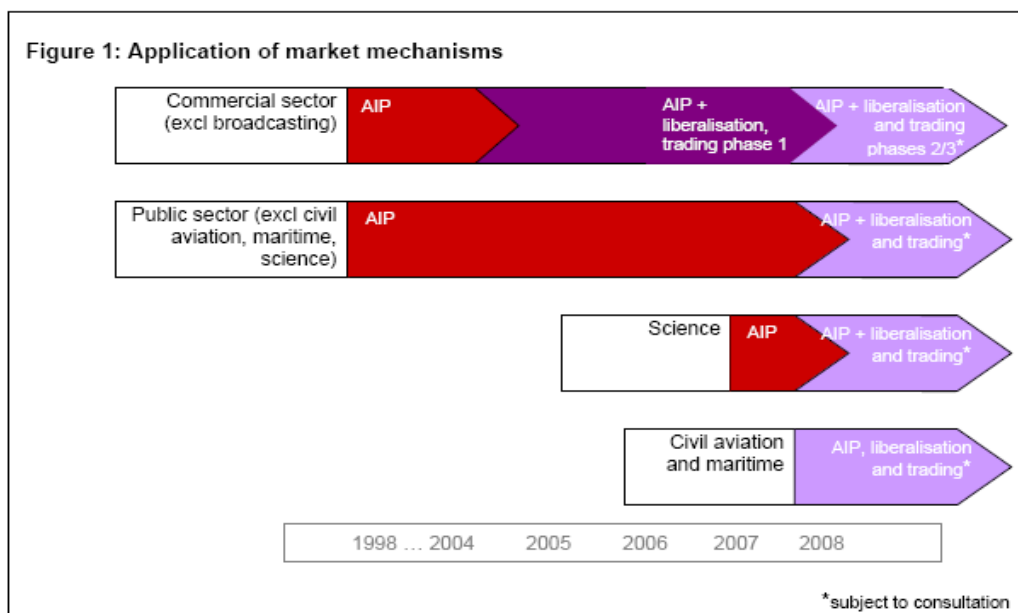 Figure 1: Application of market mechanisms
Commercial sector
(excl broadcasting)
AIP
AIP +
liberalisation,
trading phase 1
AIP + liberalisation
and trading
phases 2/3*
Public sector (excl civil
aviation, maritime,
science)
AIP
AIP + liberalisation
and trading*
Science
AIP
AIP + liberalisation
and trading*
Civil aviation
and maritime
AIP, liberalisation
and trading*
1998 ... 2004 2005 2006 2007 2008
*subject to consultation